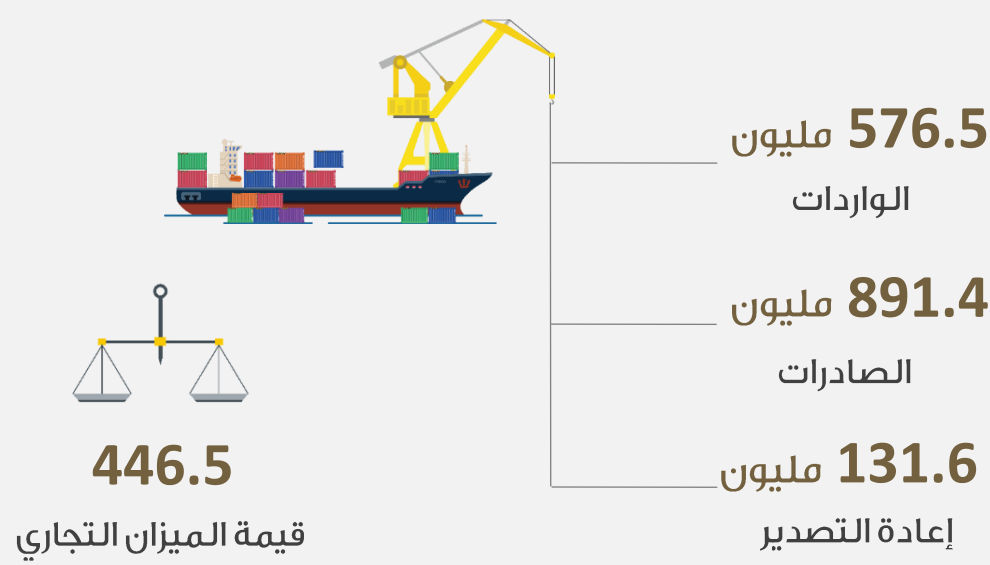 576.5 مليون
الواردات
891.4 مليون
الصادرات
131.6 مليون
إعادة التصدير
446.5
قيمة الميزان التجاري